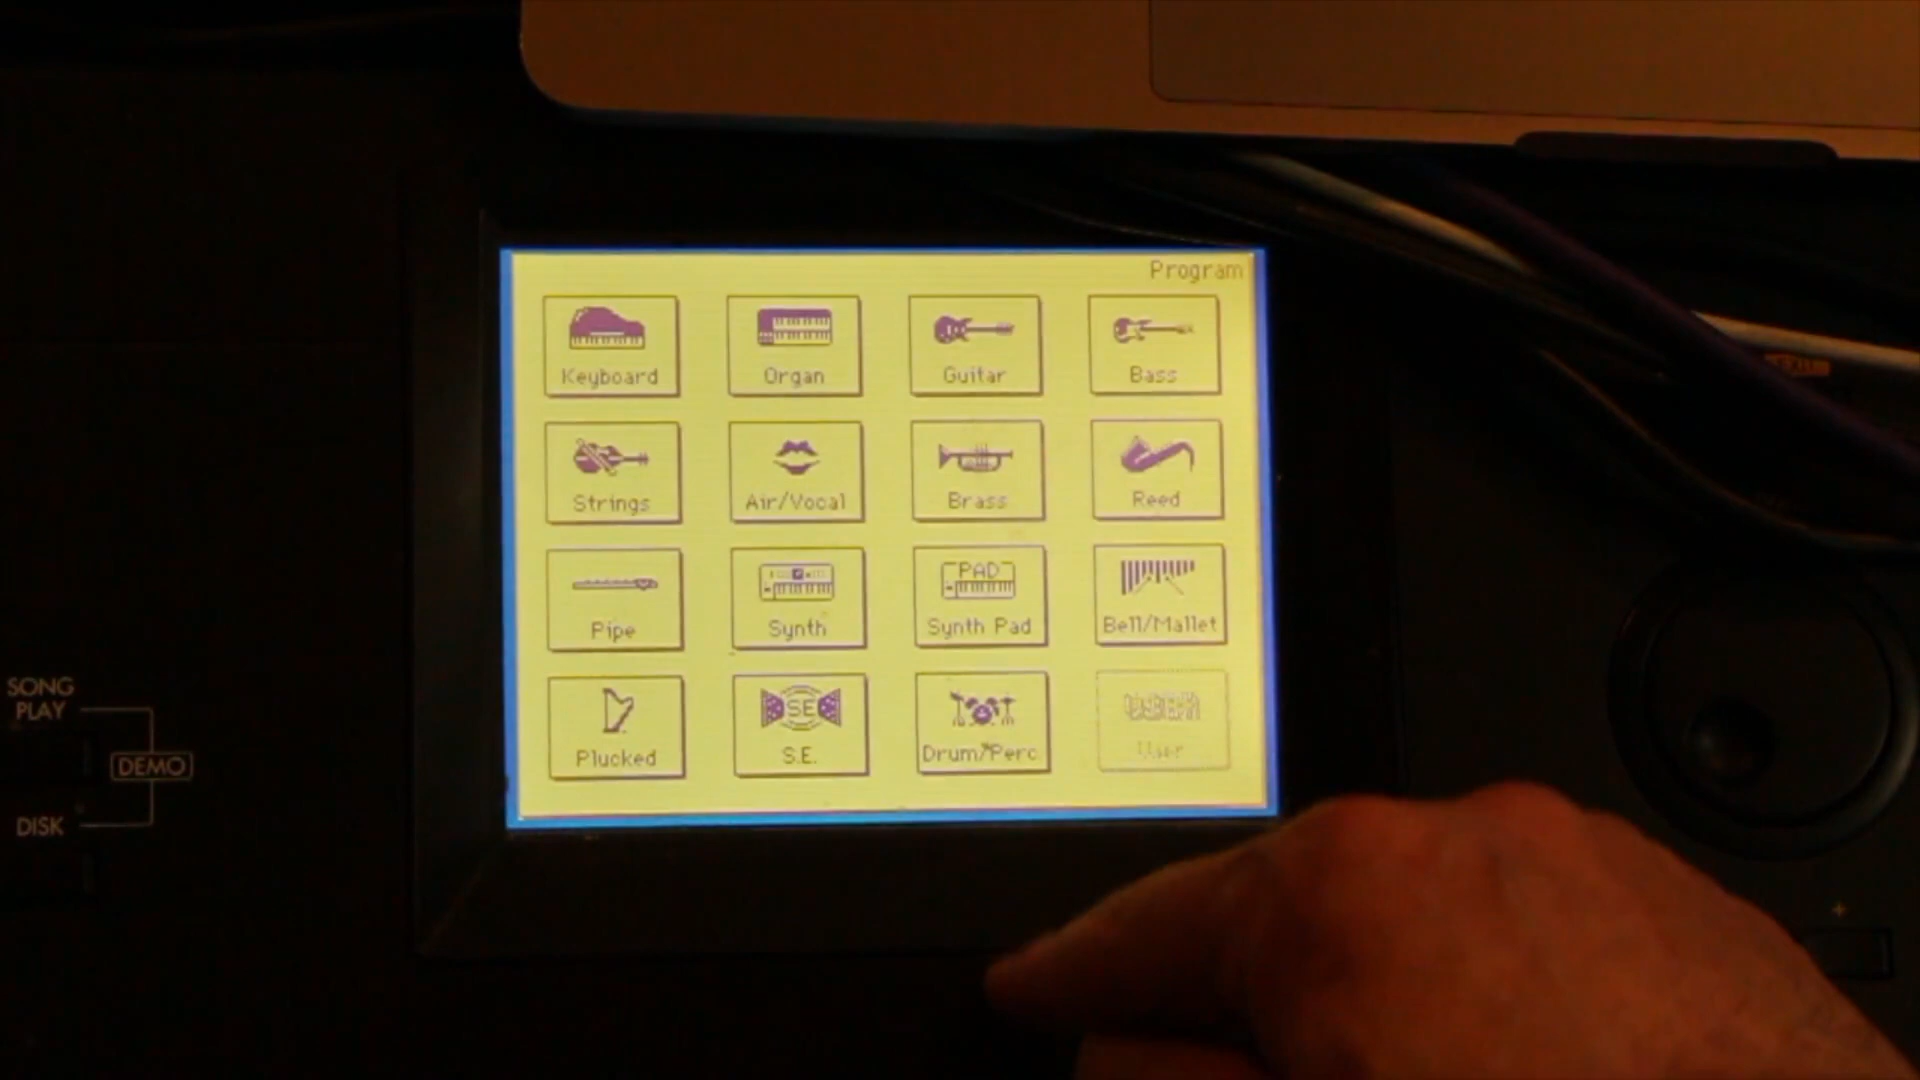 Program
Keyboard
Organ
Guitar
Bass
Strings
Air/Vocal
Brass
Reed
Pipe
Synth
PAD
Synth Pad
Bell/Mallet
Plucked
SE
S.E.
Drum/Perc
User
SONG
PLAY
DEMO
DISK
+